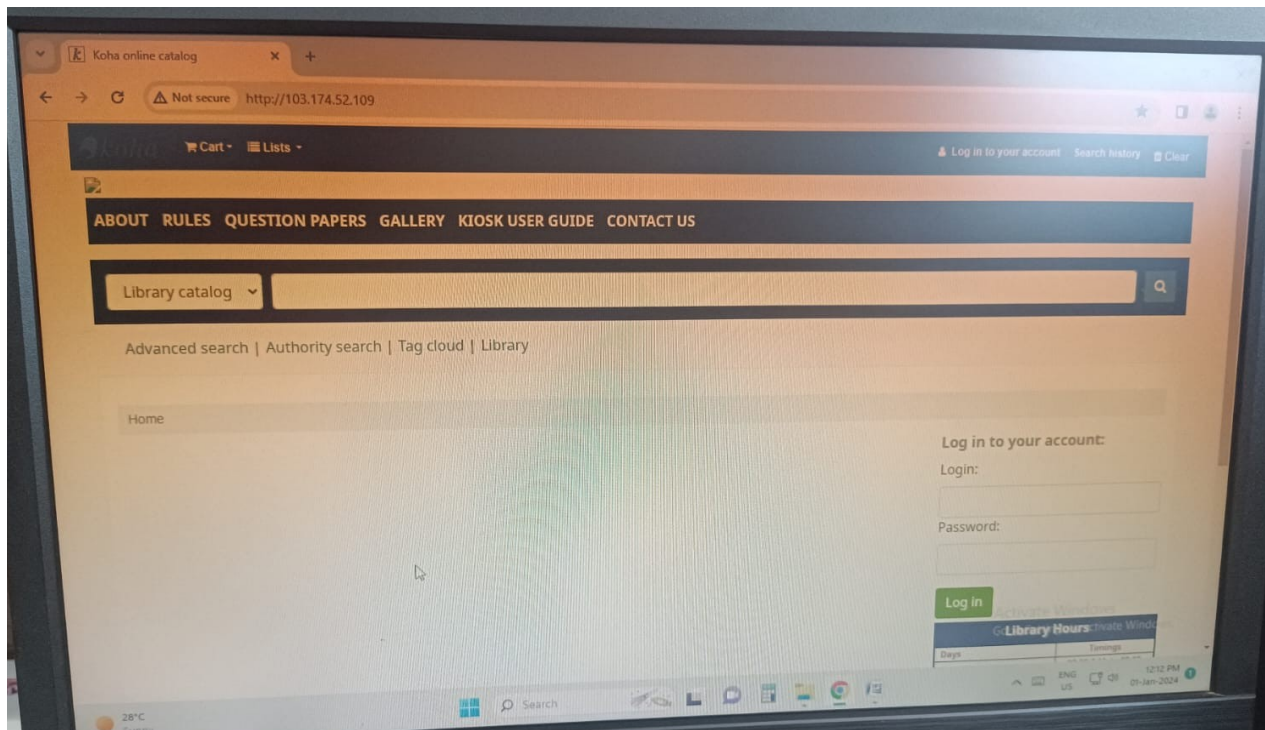 Koha online catalog
Not secure http://103.174.52.109
koha Cart Lists Log in to your account Search history Clear
ABOUT RULES QUESTION PAPERS GALLERY KIOSK USER GUIDE CONTACT US
Library catalog
Advanced search | Authority search | Tag cloud | Library
Home
Log in to your account:
Login:
Password:
Log in
Activate Windows
Library Hours
Days Timings
28°C
Search
ENG
US
12:12 PM
01-Jan-2024